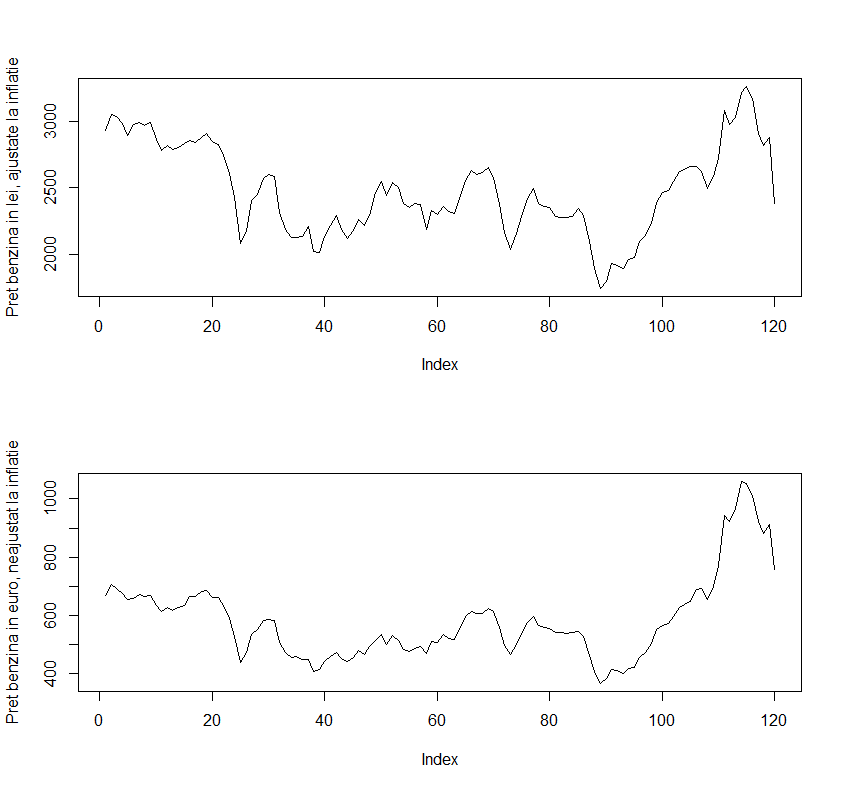 Pret benzina in lei, ajustate la inflatie
3000
2500
2000
0 20 40 60 80 100 120
Index
Pret benzina in euro, neajustat la inflatie
1000
800
600
400
0 20 40 60 80 100 120
Index